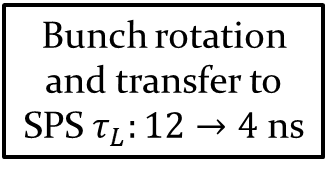 Bunch rotation
and transfer to
SPS τ_L: 12 → 4 ns